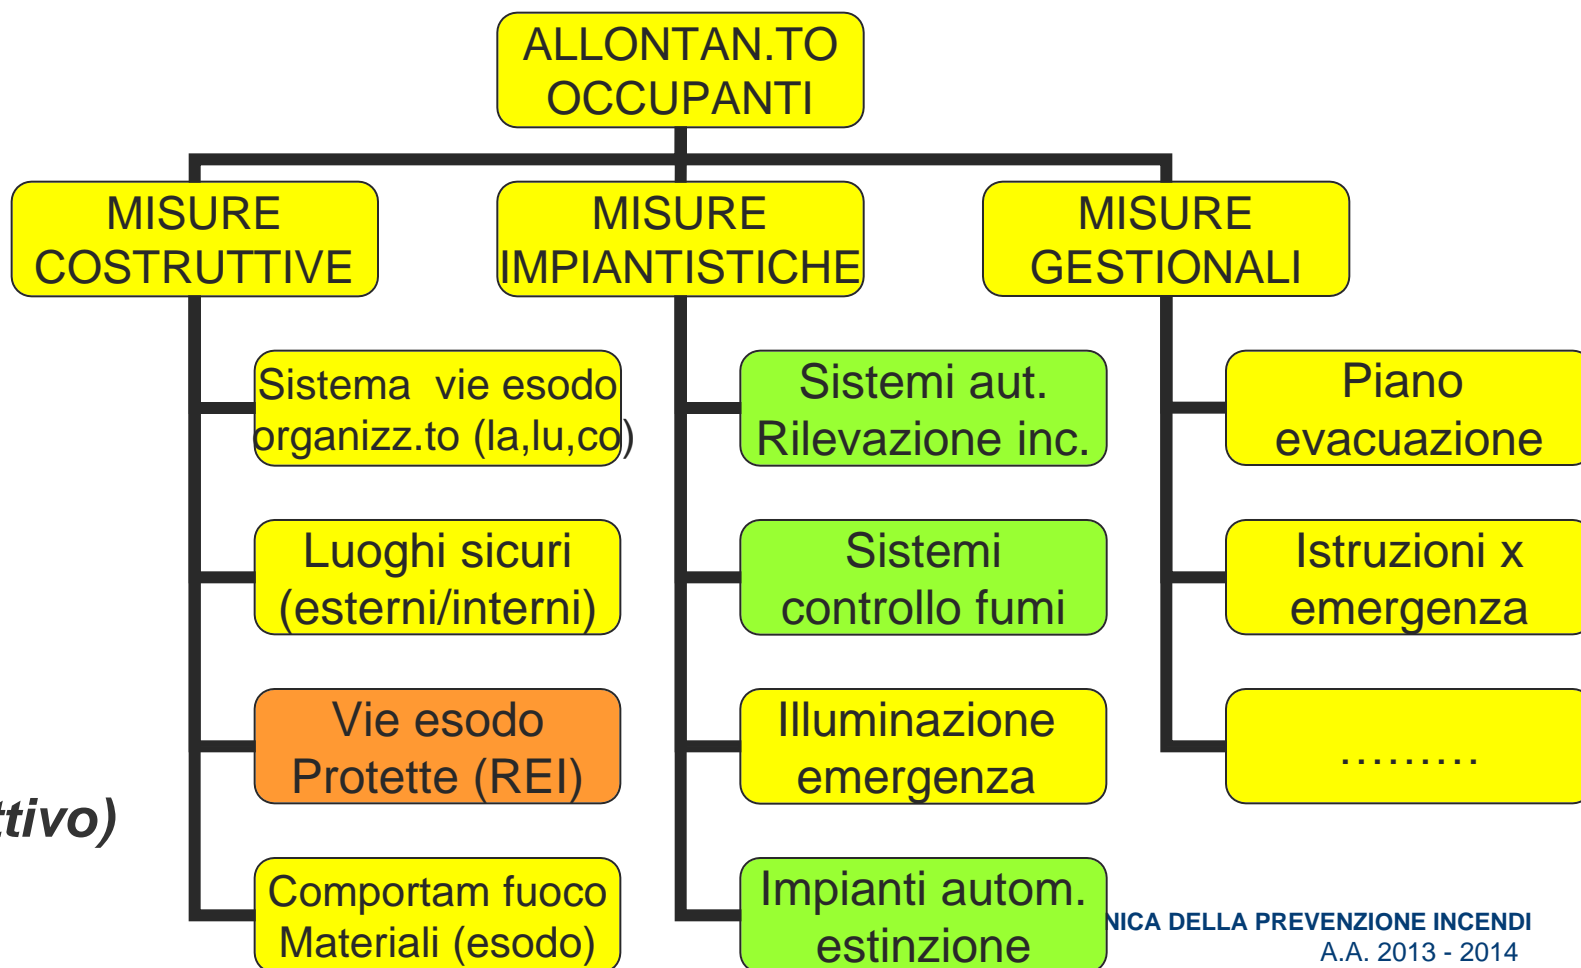 ALLONTAN.TO
OCCUPANTI
MISURE
COSTRUTTIVE
MISURE
IMPIANTISTICHE
MISURE
GESTIONALI
Sistema vie esodo
organizz.to (la,lu,co)
Luoghi sicuri
(esterni/interni)
Vie esodo
Protette (REI)
Comportam fuoco
Materiali (esodo)
Sistemi aut.
Rilevazione inc.
Sistemi
controllo fumi
Illuminazione
emergenza
Impianti autom.
estinzione
Piano
evacuazione
Istruzioni x
emergenza
………
ttivo)
NICA DELLA PREVENZIONE INCENDI
A.A. 2013 - 2014